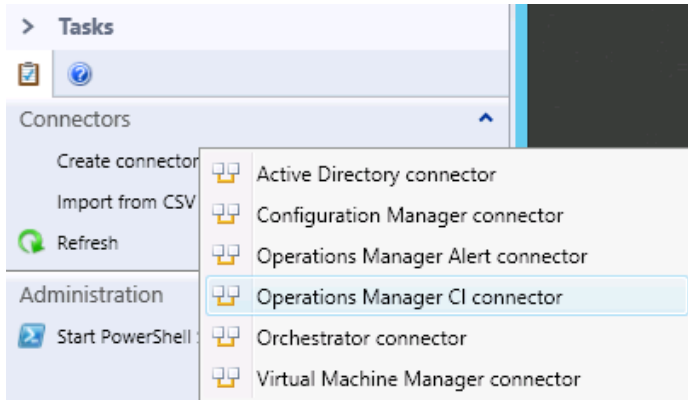 > Tasks
Connectors
Create connector
Active Directory connector
Import from CSV
Configuration Manager connector
Refresh
Operations Manager Alert connector
Administration
Operations Manager CI connector
Start PowerShell
Orchestrator connector
Virtual Machine Manager connector